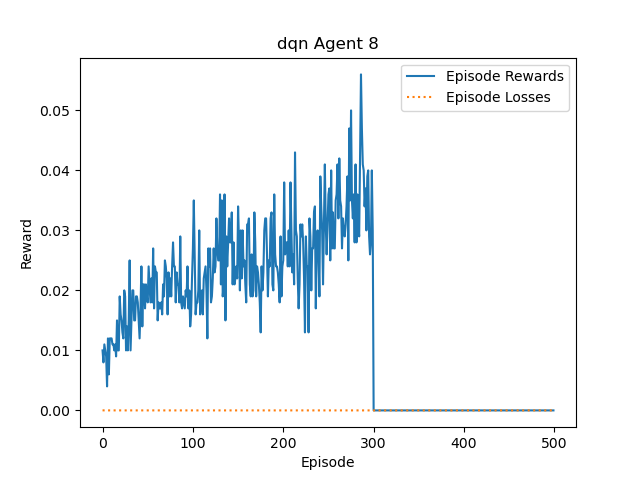 dqn Agent 8
Episode Rewards
Episode Losses
0.05
0.04
0.03
0.02
0.01
0.00
Reward
0 100 200 300 400 500
Episode